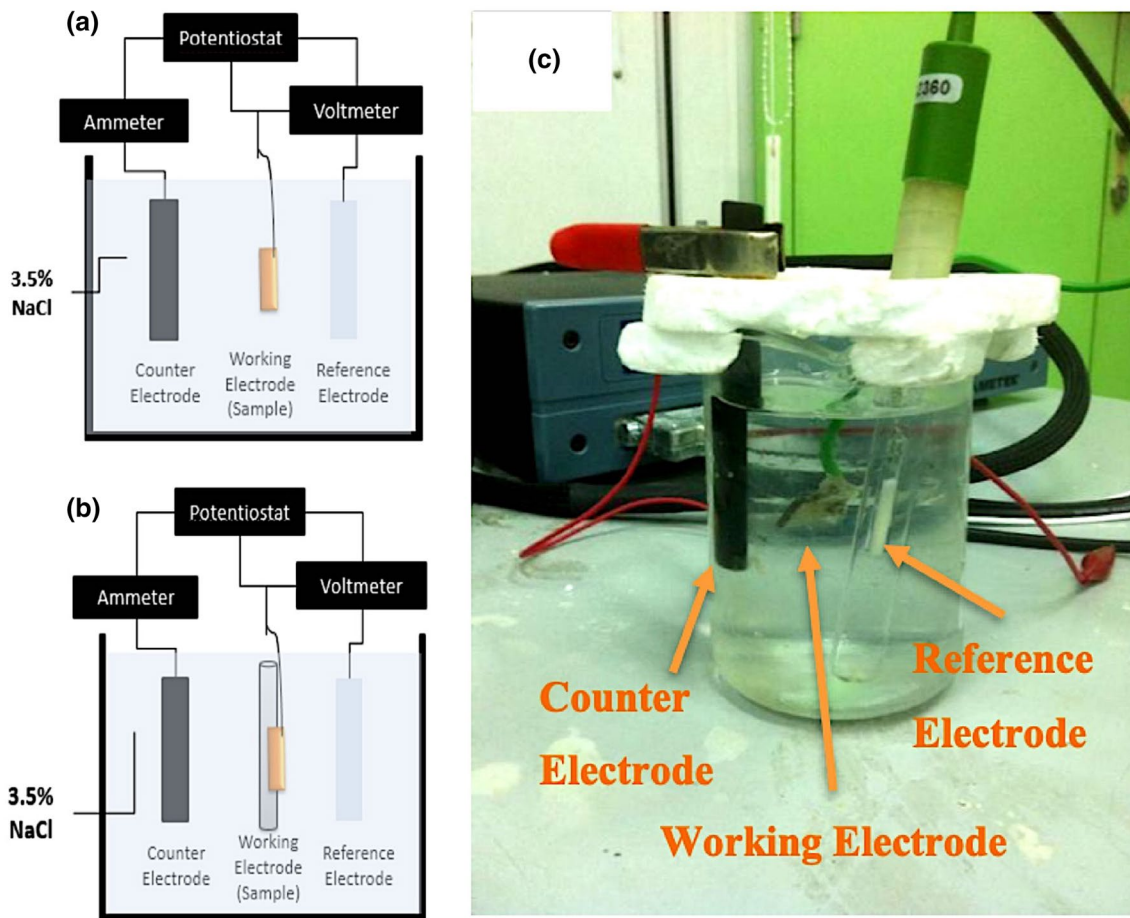 (a)
Potentiostat
Ammeter
Voltmeter
3.5%
NaCl
Counter
Electrode
Working
Electrode
(Sample)
Reference
Electrode
(b)
Potentiostat
Ammeter
Voltmeter
3.5%
NaCl
Counter
Electrode
Working
Electrode
(Sample)
Reference
Electrode
(c)
Counter
Electrode
Working Electrode
Reference
Electrode